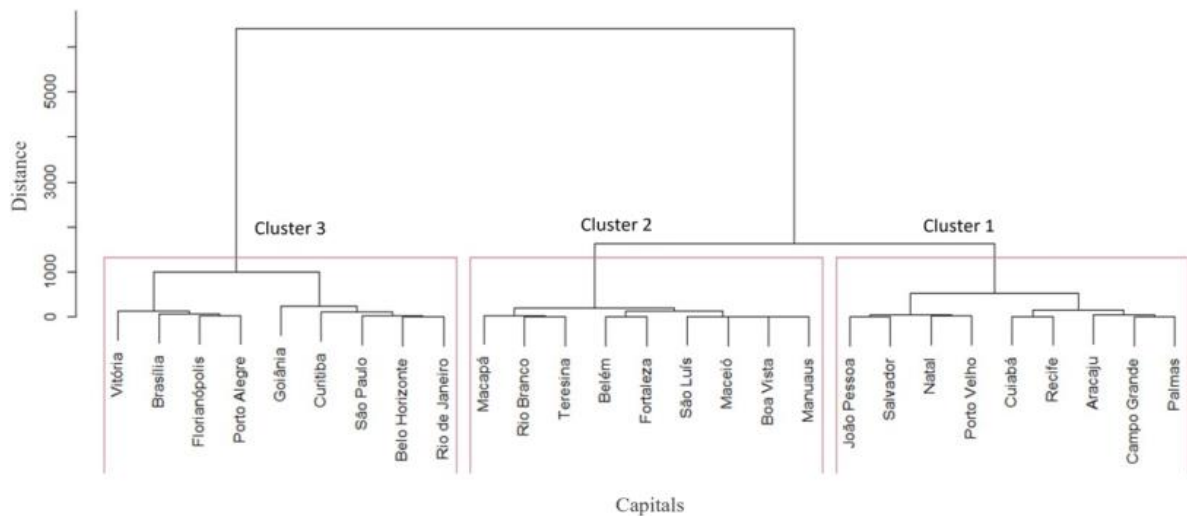 Distance
5000
3000
1000
0
Cluster 3
Cluster 2
Cluster 1
Vitória
Brasília
Florianópolis
Porto Alegre
Goiânia
Curitiba
São Paulo
Belo Horizonte
Rio de Janeiro
Macapá
Rio Branco
Teresina
Belém
Fortaleza
São Luís
Maceió
Boa Vista
Manuaus
João Pessoa
Salvador
Natal
Porto Velho
Cuiabá
Recife
Aracaju
Campo Grande
Palmas
Capitals